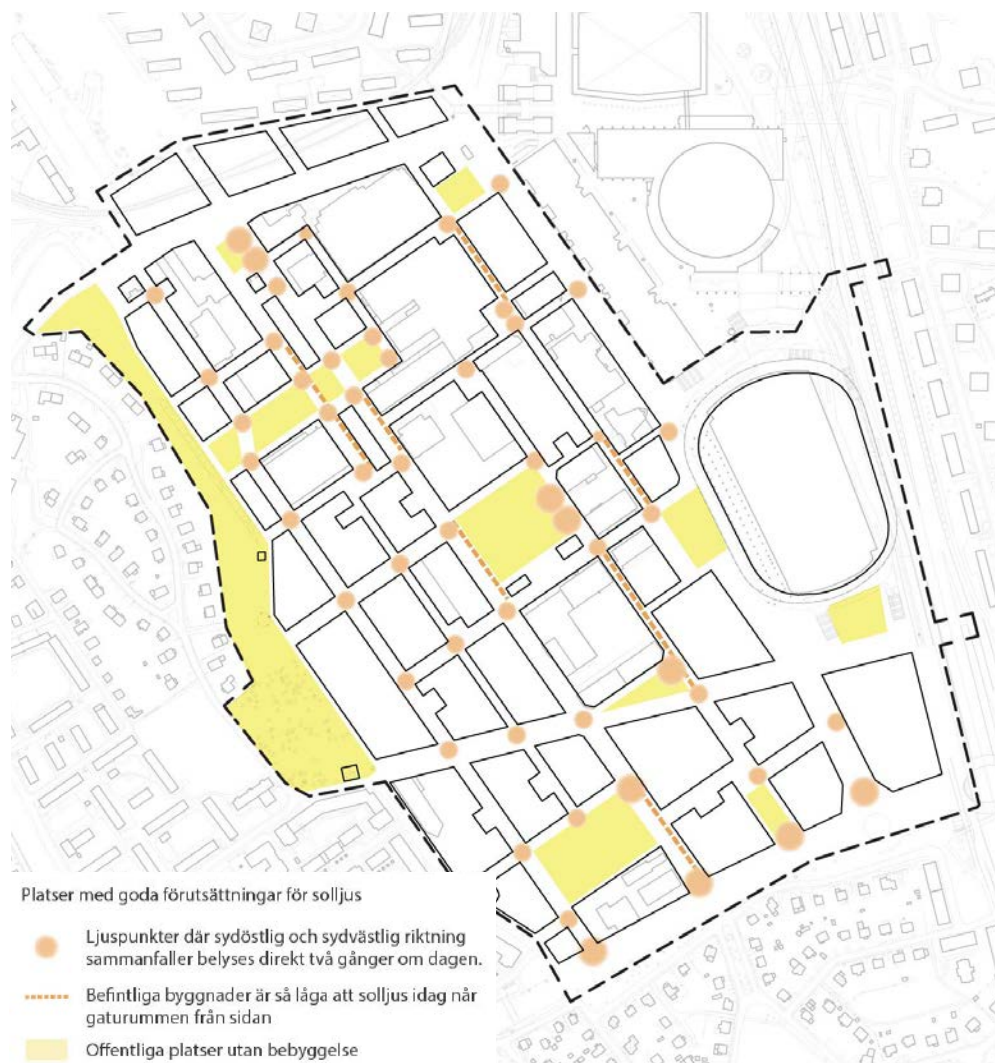 Platser med goda förutsättningar för solljus
Ljuspunkter där sydöstlig och sydvästlig riktning
sammanfaller belyses direkt två gånger om dagen.
Befintliga byggnader är så låga att solljus idag når
gaturummen från sidan
Offentliga platser utan bebyggelse